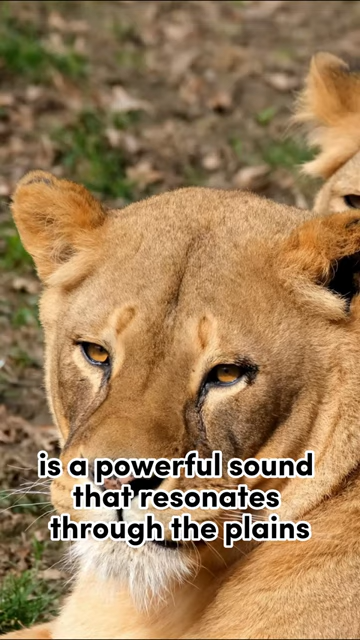 is a powerful sound
that resonates
through the plains